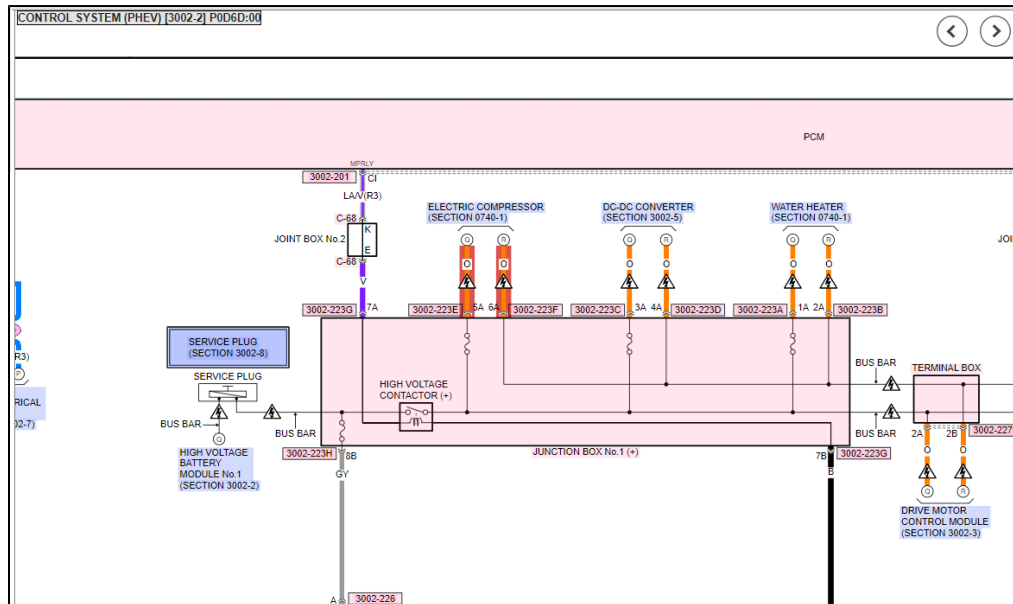 CONTROL SYSTEM (PHEV) [3002-2] P0D6D:00
PCM
MPRLY
3002-201
CI
LA/V(R3)
ELECTRIC COMPRESSOR
(SECTION 0740-1)
DC-DC CONVERTER
(SECTION 3002-5)
WATER HEATER
(SECTION 0740-1)
C-68
K
JOINT BOX No.2
E
C-68
Q
R
Q
R
Q
R
JOI
O
O
O
O
O
O
V
3002-223G
7A
3002-223E
5A
6A
3002-223F
3002-223C
3A
4A
3002-223D
3002-223A
1A
2A
3002-223B
SERVICE PLUG
(SECTION 3002-8)
R3)
P
SERVICE PLUG
HIGH VOLTAGE
CONTACTOR (+)
BUS BAR
TERMINAL BOX
RICAL
02-7)
BUS BAR
BUS BAR
BUS BAR
2A
2B
3002-227
Q
HIGH VOLTAGE
BATTERY
MODULE No.1
(SECTION 3002-2)
3002-223H
8B
JUNCTION BOX No.1 (+)
7B
3002-223G
GY
B
O
O
Q
R
DRIVE MOTOR
CONTROL MODULE
(SECTION 3002-3)
A
3002-226